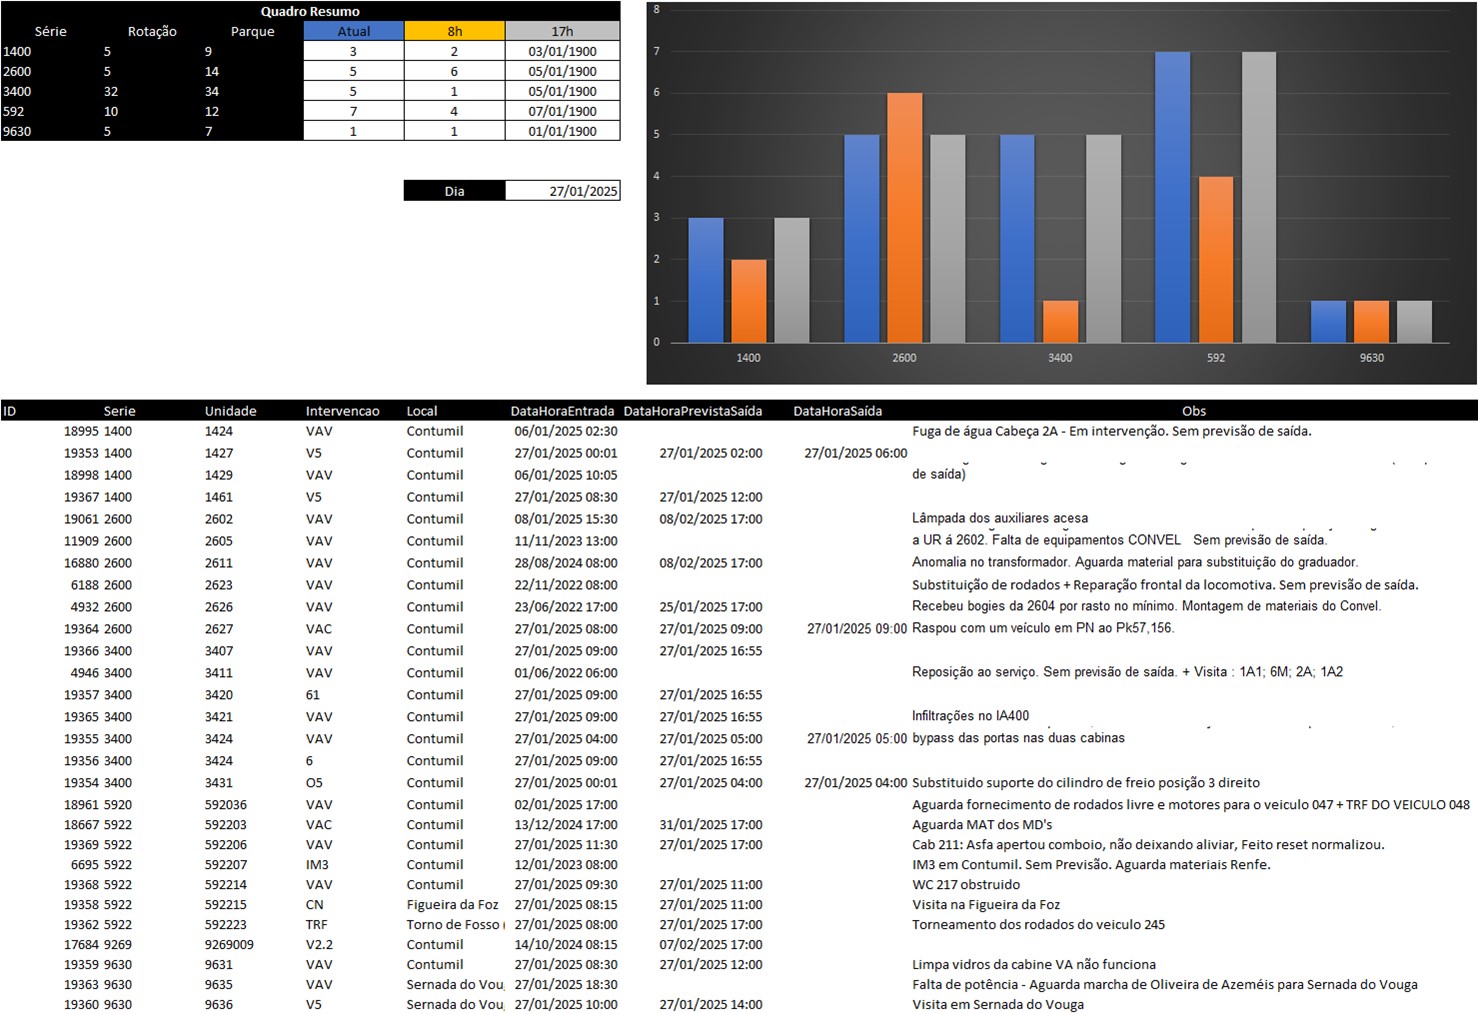 Quadro Resumo
Série Rotação Parque Atual 8h 17h
1400 5 9 3 2 03/01/1900
2600 5 14 5 6 05/01/1900
3400 32 34 5 1 05/01/1900
592 10 12 7 4 07/01/1900
9630 5 7 1 1 01/01/1900
Dia 27/01/2025
8
7
6
5
4
3
2
1
0
1400 2600 3400 592 9630
ID Serie Unidade Intervencao Local DataHoraEntrada DataHoraPrevistaSaída DataHoraSaída Obs
18995 1400 1424 VAV Contumil 06/01/2025 02:30 Fuga de água Cabeça 2A - Em intervenção. Sem previsão de saída.
19353 1400 1427 V5 Contumil 27/01/2025 00:01 27/01/2025 02:00 27/01/2025 06:00
18998 1400 1429 VAV Contumil 06/01/2025 10:05 de saída)
19367 1400 1461 V5 Contumil 27/01/2025 08:30 27/01/2025 12:00
19061 2600 2602 VAV Contumil 08/01/2025 15:30 08/02/2025 17:00 Lâmpada dos auxiliares acesa
11909 2600 2605 VAV Contumil 11/11/2023 13:00 a UR á 2602. Falta de equipamentos CONVEL Sem previsão de saída.
16880 2600 2611 VAV Contumil 28/08/2024 08:00 08/02/2025 17:00 Anomalia no transformador. Aguarda material para substituição do graduador.
6188 2600 2623 VAV Contumil 22/11/2022 08:00 Substituição de rodados + Reparação frontal da locomotiva. Sem previsão de saída.
4932 2600 2626 VAV Contumil 23/06/2022 17:00 25/01/2025 17:00 Recebeu bogies da 2604 por rasto no mínimo. Montagem de materiais do Convel.
19364 2600 2627 VAC Contumil 27/01/2025 08:00 27/01/2025 09:00 27/01/2025 09:00 Raspou com um veículo em PN ao Pk57,156.
19366 3400 3407 VAV Contumil 27/01/2025 09:00 27/01/2025 16:55
4946 3400 3411 VAV Contumil 01/06/2022 06:00 Reposição ao serviço. Sem previsão de saída. + Visita : 1A1; 6M; 2A; 1A2
19357 3400 3420 61 Contumil 27/01/2025 09:00 27/01/2025 16:55
19365 3400 3421 VAV Contumil 27/01/2025 09:00 27/01/2025 16:55 Infiltrações no IA400
19355 3400 3424 VAV Contumil 27/01/2025 04:00 27/01/2025 05:00 27/01/2025 05:00 bypass das portas nas duas cabinas
19356 3400 3424 6 Contumil 27/01/2025 09:00 27/01/2025 16:55
19354 3400 3431 O5 Contumil 27/01/2025 00:01 27/01/2025 04:00 27/01/2025 04:00 Substituido suporte do cilindro de freio posição 3 direito
18961 5920 592036 VAV Contumil 02/01/2025 17:00 Aguarda fornecimento de rodados livre e motores para o veiculo 047 + TRF DO VEICULO 048
18667 5922 592203 VAC Contumil 13/12/2024 17:00 31/01/2025 17:00 Aguarda MAT dos MD's
19369 5922 592206 VAV Contumil 27/01/2025 11:30 27/01/2025 17:00 Cab 211: Asfa apertou comboio, não deixando aliviar, Feito reset normalizou.
6695 5922 592207 IM3 Contumil 12/01/2023 08:00 IM3 em Contumil. Sem Previsão. Aguarda materiais Renfe.
19368 5922 592214 VAV Contumil 27/01/2025 09:30 27/01/2025 11:00 WC 217 obstruido
19358 5922 592215 CN Figueira da Foz 27/01/2025 08:15 27/01/2025 11:00 Visita na Figueira da Foz
19362 5922 592223 TRF Torno de Fosso ( 27/01/2025 08:00 27/01/2025 17:00 Torneamento dos rodados do veiculo 245
17684 9269 9269009 V2.2 Contumil 14/10/2024 08:15 07/02/2025 17:00
19359 9630 9631 VAV Contumil 27/01/2025 08:30 27/01/2025 12:00 Limpa vidros da cabine VA não funciona
19363 9630 9635 VAV Sernada do Vou 27/01/2025 18:30 Falta de potência - Aguarda marcha de Oliveira de Azeméis para Sernada do Vouga
19360 9630 9636 V5 Sernada do Vou 27/01/2025 10:00 27/01/2025 14:00 Visita em Sernada do Vouga